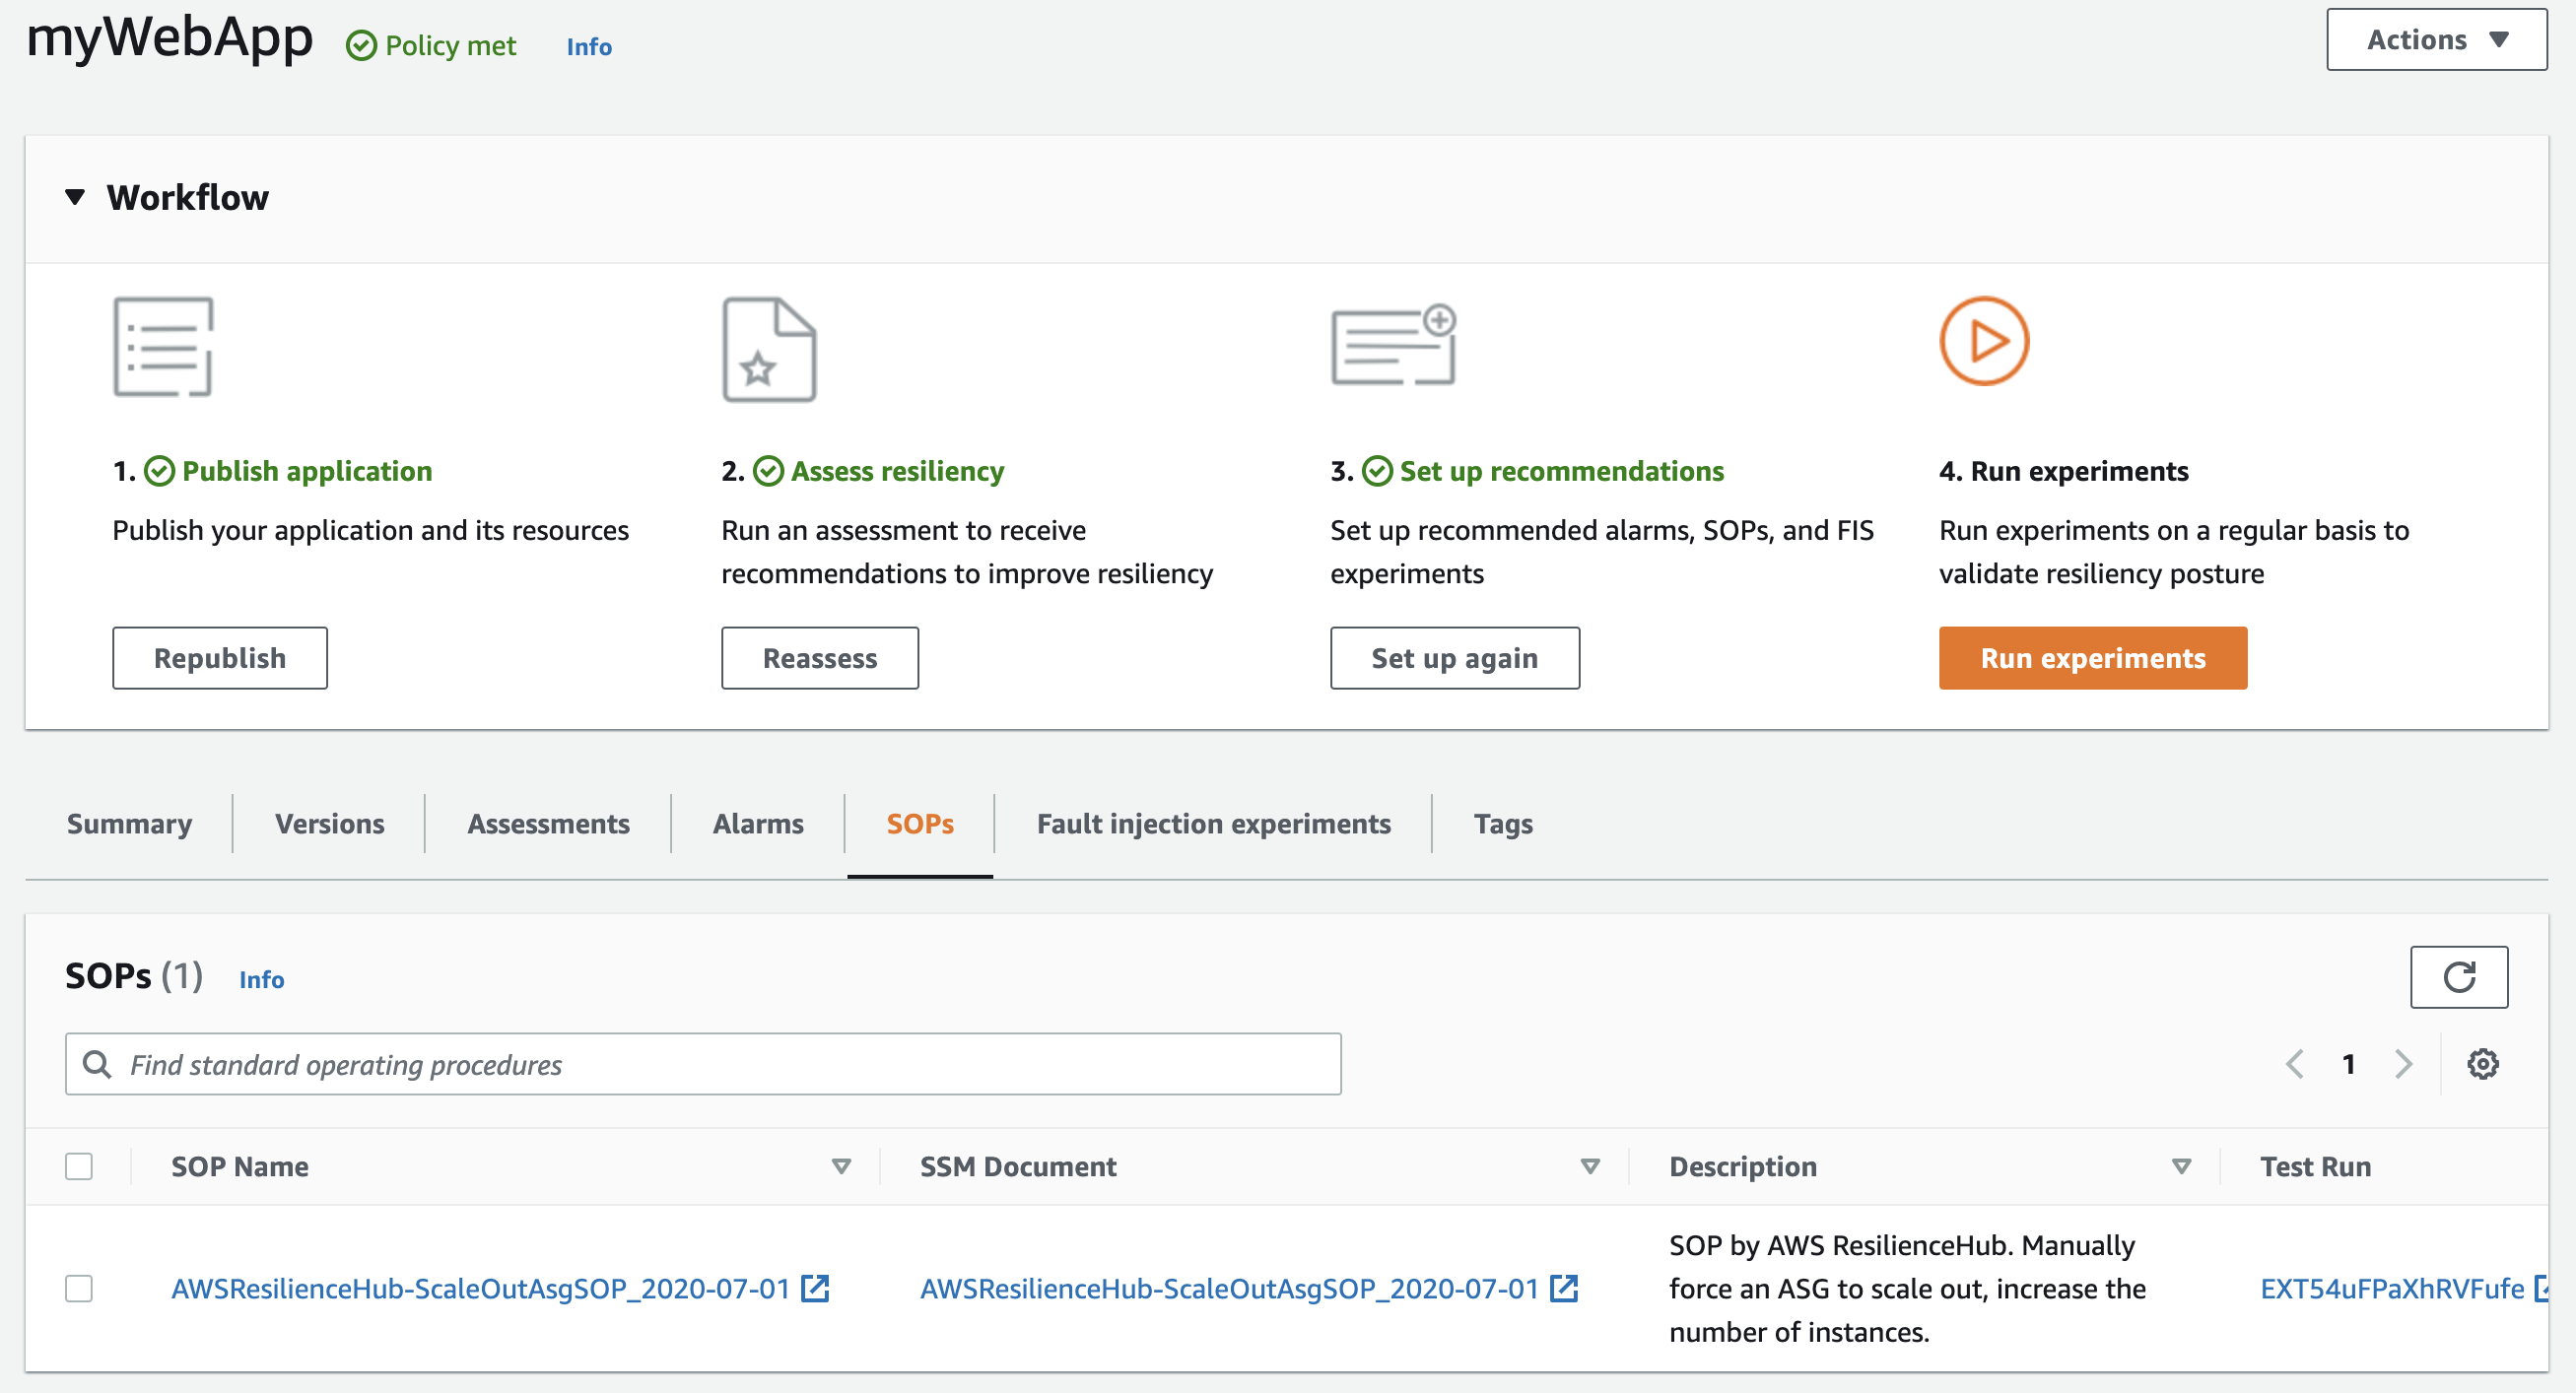 myWebApp Policy met Info Actions
Workflow
1. Publish application
Publish your application and its resources
Republish
2. Assess resiliency
Run an assessment to receive
recommendations to improve resiliency
Reassess
3. Set up recommendations
Set up recommended alarms, SOPs, and FIS
experiments
Set up again
4. Run experiments
Run experiments on a regular basis to
validate resiliency posture
Run experiments
Summary Versions Assessments Alarms SOPs Fault injection experiments Tags
SOPs (1) Info
Find standard operating procedures
1
SOP Name SSM Document Description Test Run
AWSResilienceHub-ScaleOutAsgSOP_2020-07-01
AWSResilienceHub-ScaleOutAsgSOP_2020-07-01
SOP by AWS ResilienceHub. Manually
force an ASG to scale out, increase the
number of instances.
EXT54uFPaXhRVFufe